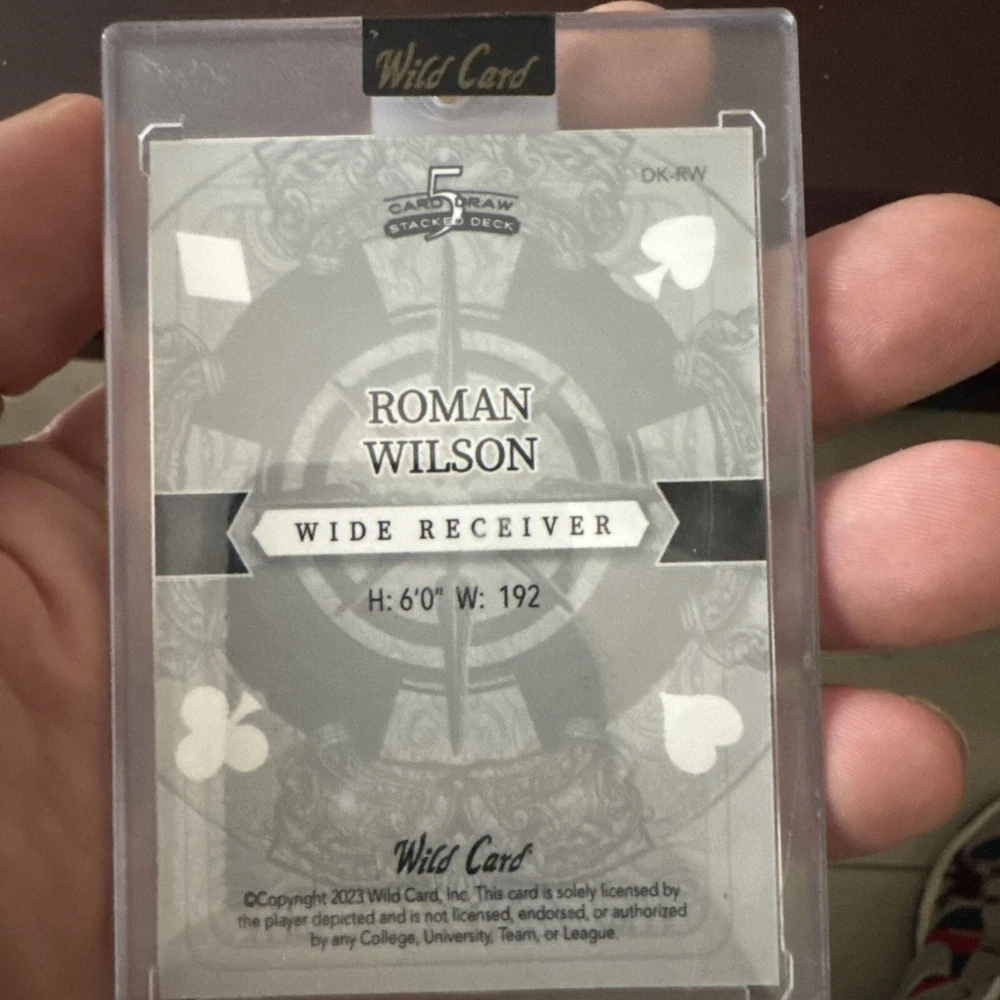 Wild Card
DK-RW
5
CARD DRAW
STACKED DECK
ROMAN
WILSON
WIDE RECEIVER
H: 6'0" W: 192
Wild Card
©Copyright 2023 Wild Card, Inc. This card is solely licensed by
the player depicted and is not licensed, endorsed, or authorized
by any College, University, Team, or League.